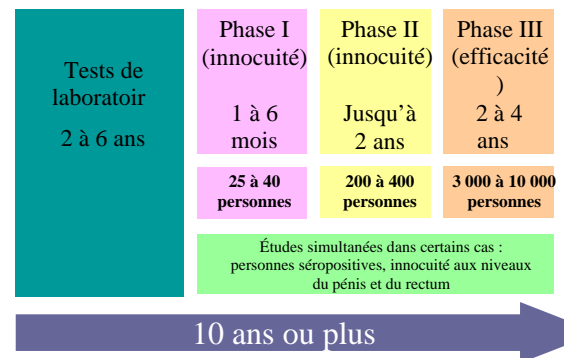 Tests de
laboratoir
2 à 6 ans
Phase I
(innocuité)
1 à 6
mois
25 à 40
personnes
Phase II
(innocuité)
Jusqu’à
2 ans
200 à 400
personnes
Phase III
(efficacité
)
2 à 4
ans
3 000 à 10 000
personnes
Études simultanées dans certains cas :
personnes séropositives, innocuité aux niveaux
du pénis et du rectum
10 ans ou plus